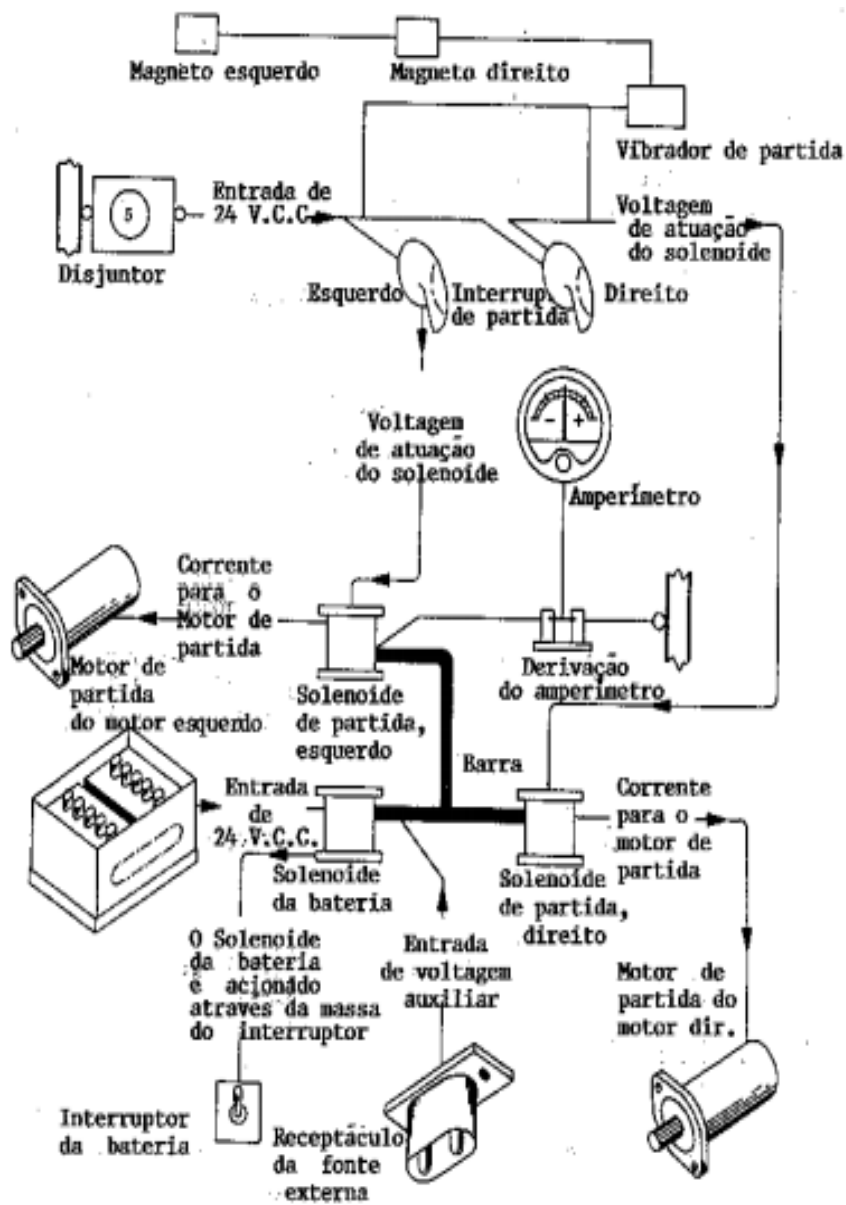 Magneto esquerdo
Magneto direito
Vibrador de partida
5
Disjuntor
Entrada de
24 V.C.C.
Esquerdo
de partida
Direito
Voltagem
de atuação
do solenoide
Voltagem
de atuação
do solenoíde
- +
Amperímetro
Corrente
para o
Motor de
partida
Motor de
partida
do motor esquerdo
Solenoide
de partida,
esquerdo
Derivação
do amperímetro
Barra
Entrada
de
24 V.C.C.
Solenoide
da bateria
Solenoide
de partida,
direito
Corrente
para o
motor de
partida
O Solenoide
da bateria
é acionado
através da massa
do interruptor
Entrada
de voltagem
auxiliar
Motor de
partida do
motor dir.
Interruptor
da bateria
Receptáculo
da fonte
externa